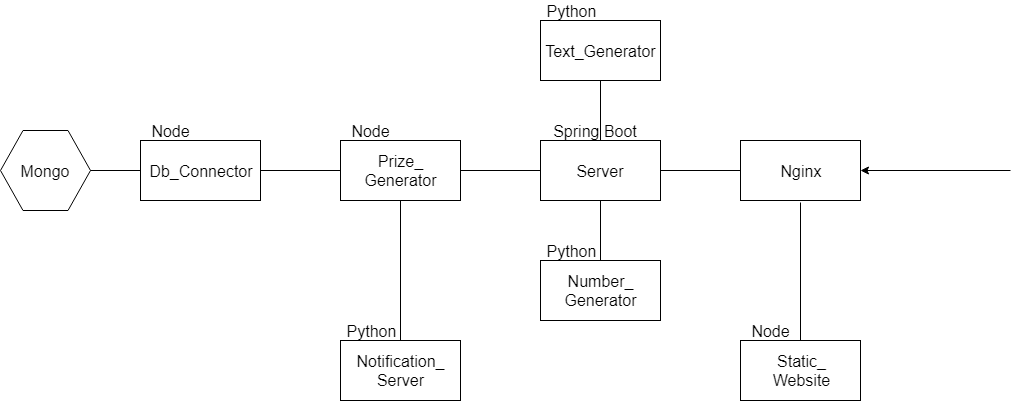 Python
Text_Generator
Node
Node
Spring Boot
Mongo
Db_Connector
Prize_
Generator
Server
Nginx
Python
Number_
Generator
Python
Node
Notification_
Server
Static_
Website